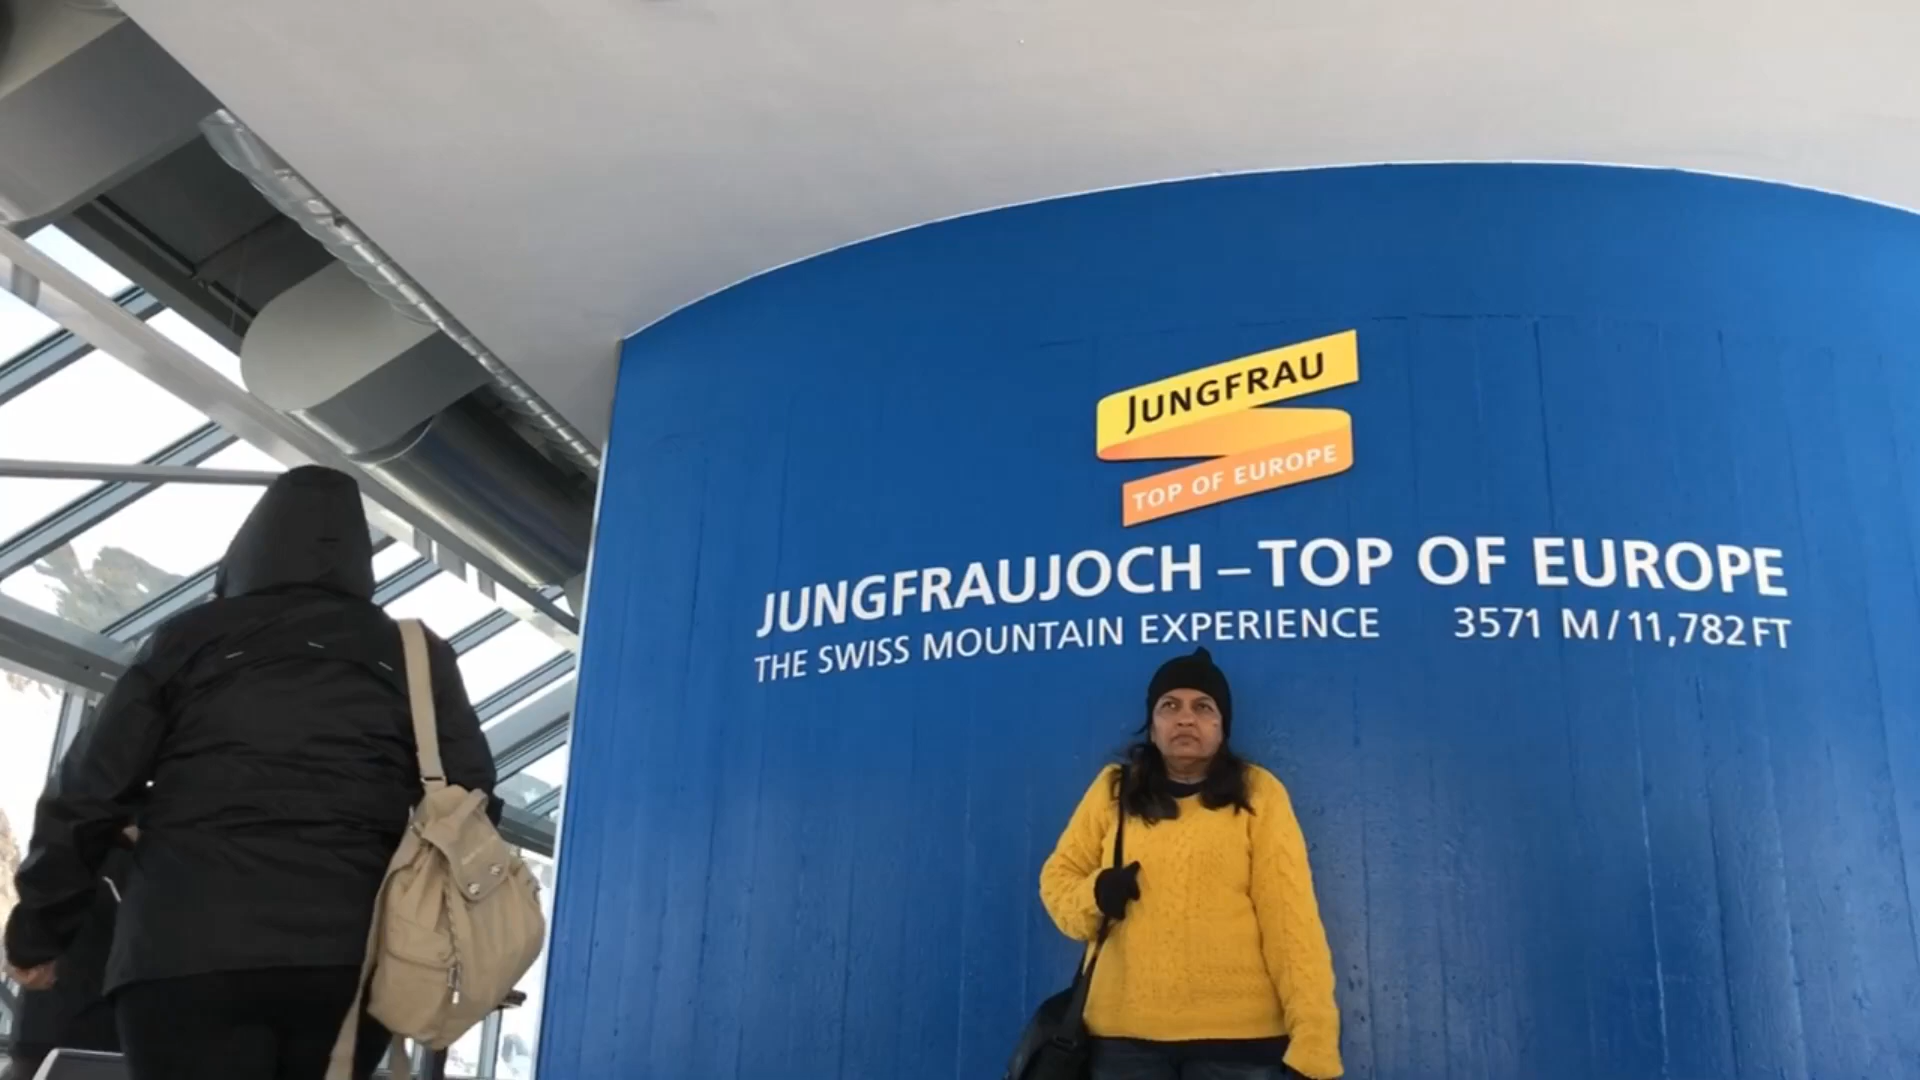 JUNGFRAU
TOP OF EUROPE
JUNGFRAUJOCH – TOP OF EUROPE
THE SWISS MOUNTAIN EXPERIENCE 3571 M / 11,782 FT